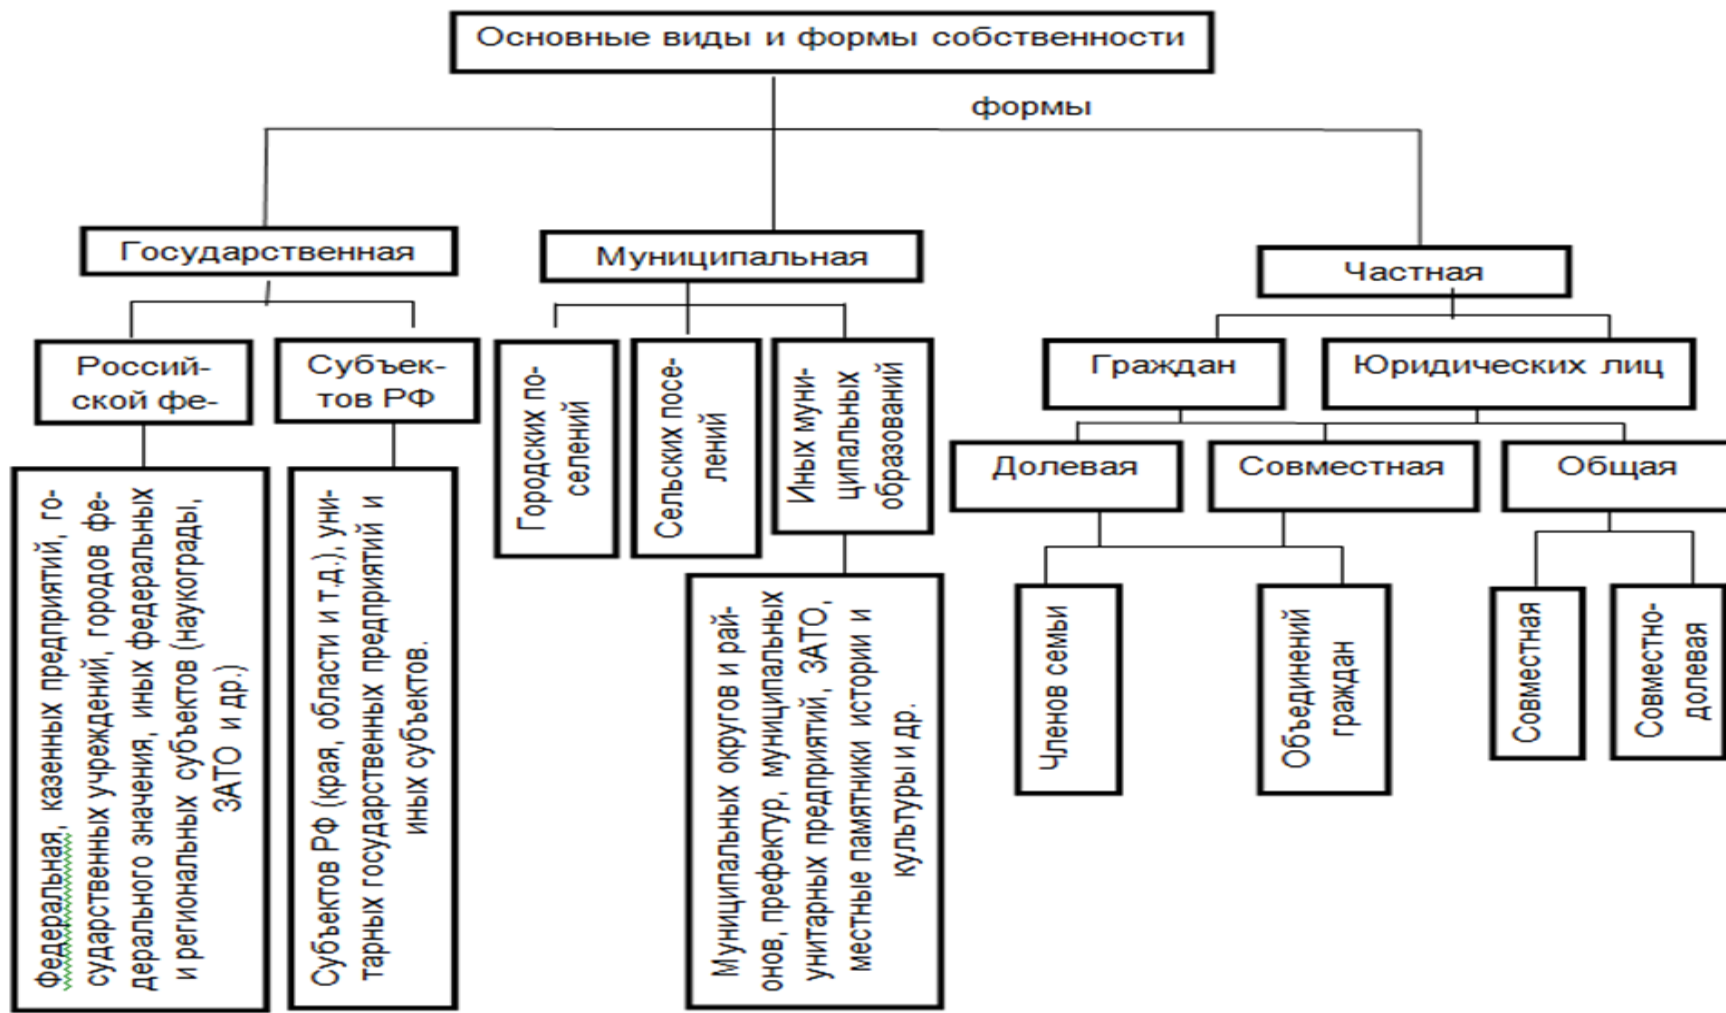 Основные виды и формы собственности
формы
Государственная
Муниципальная
Частная
Россий-
ской фе-
Субъек-
тов РФ
Городских по-
селений
Сельских посе-
лений
Иных муни-
ципальных
образований
Граждан
Юридических лиц
Долевая
Совместная
Общая
Федеральная, казенных предприятий, го-
сударственных учреждений, городов фе-
дерального значения, иных федеральных
и региональных субъектов (наукограды,
ЗАТО и др.)
Субъектов РФ (края, области и т.д.), уни-
тарных государственных предприятий и
иных субъектов.
Муниципальных округов и рай-
онов, префектур, муниципальных
унитарных предприятий, ЗАТО,
местные памятники истории и
культуры и др.
Членов семьи
Объединений
граждан
Совместная
Совместно-
долевая